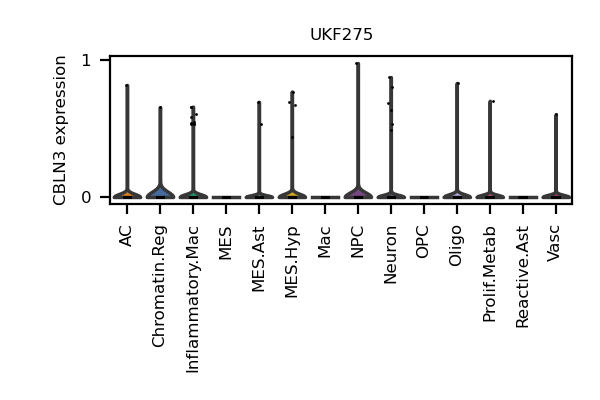 UKF275
CBLN3 expression
1
0
AC
Chromatin.Reg
Inflammatory.Mac
MES
MES.Ast
MES.Hyp
Mac
NPC
Neuron
OPC
Oligo
Prolif.Metab
Reactive.Ast
Vasc